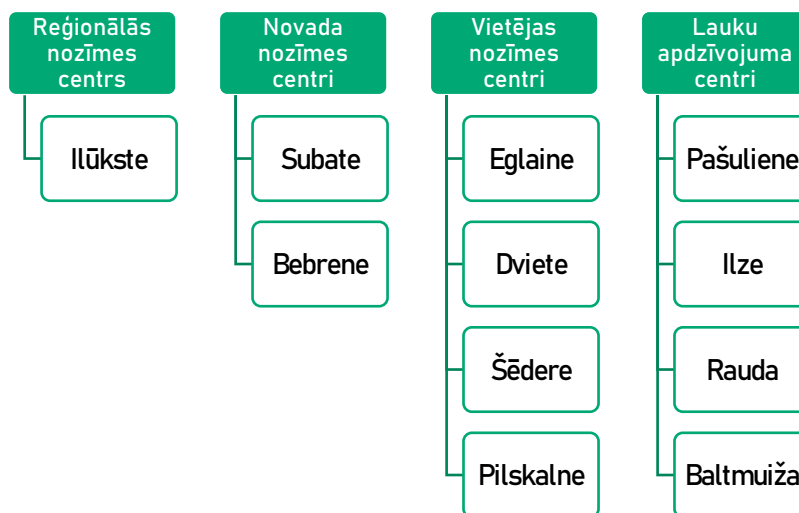 Reģionālās
nozīmes
centrs
Ilūkste
Novada
nozīmes
centri
Subate
Bebrene
Vietējas
nozīmes
centri
Eglaine
Dviete
Šēdere
Pilskalne
Lauku
apdzīvojuma
centri
Pašuliene
Ilze
Rauda
Baltmuiža